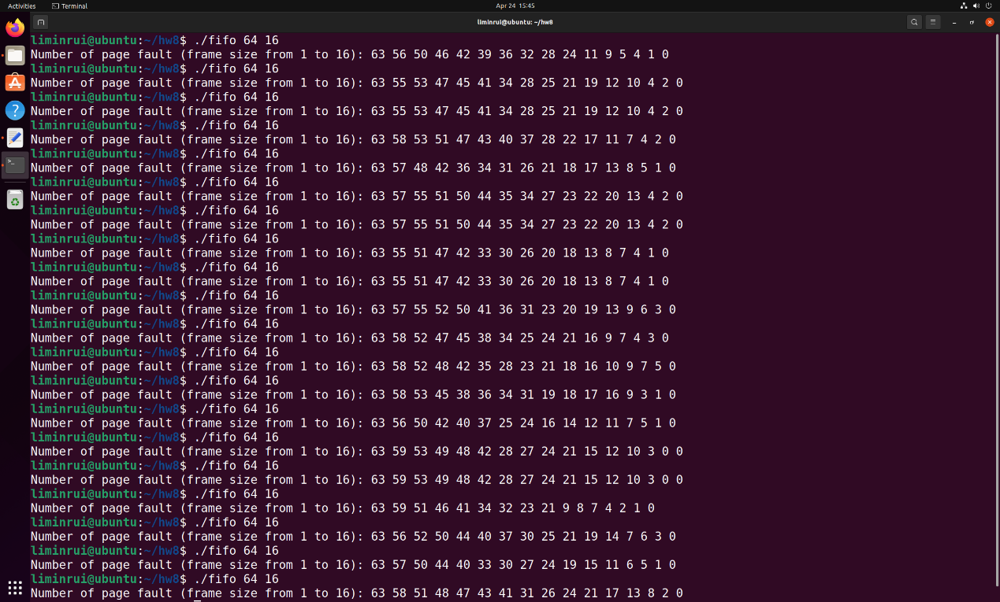 Activities Terminal Apr 24 15:45
liminrui@ubuntu: ~/hw8
liminrui@ubuntu:~/hw8$ ./fifo 64 16
Number of page fault (frame size from 1 to 16): 63 56 50 46 42 39 36 32 28 24 11 9 5 4 1 0
liminrui@ubuntu:~/hw8$ ./fifo 64 16
Number of page fault (frame size from 1 to 16): 63 55 53 47 45 41 34 28 25 21 19 12 10 4 2 0
liminrui@ubuntu:~/hw8$ ./fifo 64 16
Number of page fault (frame size from 1 to 16): 63 55 53 47 45 41 34 28 25 21 19 12 10 4 2 0
liminrui@ubuntu:~/hw8$ ./fifo 64 16
Number of page fault (frame size from 1 to 16): 63 58 53 51 47 43 40 37 28 22 17 11 7 4 2 0
liminrui@ubuntu:~/hw8$ ./fifo 64 16
Number of page fault (frame size from 1 to 16): 63 57 48 42 36 34 31 26 21 18 17 13 8 5 1 0
liminrui@ubuntu:~/hw8$ ./fifo 64 16
Number of page fault (frame size from 1 to 16): 63 57 55 51 50 44 35 34 27 23 22 20 13 4 2 0
liminrui@ubuntu:~/hw8$ ./fifo 64 16
Number of page fault (frame size from 1 to 16): 63 57 55 51 50 44 35 34 27 23 22 20 13 4 2 0
liminrui@ubuntu:~/hw8$ ./fifo 64 16
Number of page fault (frame size from 1 to 16): 63 55 51 47 42 33 30 26 20 18 13 8 7 4 1 0
liminrui@ubuntu:~/hw8$ ./fifo 64 16
Number of page fault (frame size from 1 to 16): 63 55 51 47 42 33 30 26 20 18 13 8 7 4 1 0
liminrui@ubuntu:~/hw8$ ./fifo 64 16
Number of page fault (frame size from 1 to 16): 63 57 55 52 50 41 36 31 23 20 19 13 9 6 3 0
liminrui@ubuntu:~/hw8$ ./fifo 64 16
Number of page fault (frame size from 1 to 16): 63 58 52 47 45 38 34 25 24 21 16 9 7 4 3 0
liminrui@ubuntu:~/hw8$ ./fifo 64 16
Number of page fault (frame size from 1 to 16): 63 58 52 48 42 35 28 23 21 18 16 10 9 7 5 0
liminrui@ubuntu:~/hw8$ ./fifo 64 16
Number of page fault (frame size from 1 to 16): 63 58 53 45 38 36 34 31 19 18 17 16 9 3 1 0
liminrui@ubuntu:~/hw8$ ./fifo 64 16
Number of page fault (frame size from 1 to 16): 63 56 50 42 40 37 25 24 16 14 12 11 7 5 1 0
liminrui@ubuntu:~/hw8$ ./fifo 64 16
Number of page fault (frame size from 1 to 16): 63 59 53 49 48 42 28 27 24 21 15 12 10 3 0 0
liminrui@ubuntu:~/hw8$ ./fifo 64 16
Number of page fault (frame size from 1 to 16): 63 59 53 49 48 42 28 27 24 21 15 12 10 3 0 0
liminrui@ubuntu:~/hw8$ ./fifo 64 16
Number of page fault (frame size from 1 to 16): 63 59 51 46 41 34 32 23 21 9 8 7 4 2 1 0
liminrui@ubuntu:~/hw8$ ./fifo 64 16
Number of page fault (frame size from 1 to 16): 63 56 52 50 44 40 37 30 25 21 19 14 7 6 3 0
liminrui@ubuntu:~/hw8$ ./fifo 64 16
Number of page fault (frame size from 1 to 16): 63 57 50 44 40 33 30 27 24 19 15 11 6 5 1 0
liminrui@ubuntu:~/hw8$ ./fifo 64 16
Number of page fault (frame size from 1 to 16): 63 58 51 48 47 43 41 31 26 24 21 17 13 8 2 0